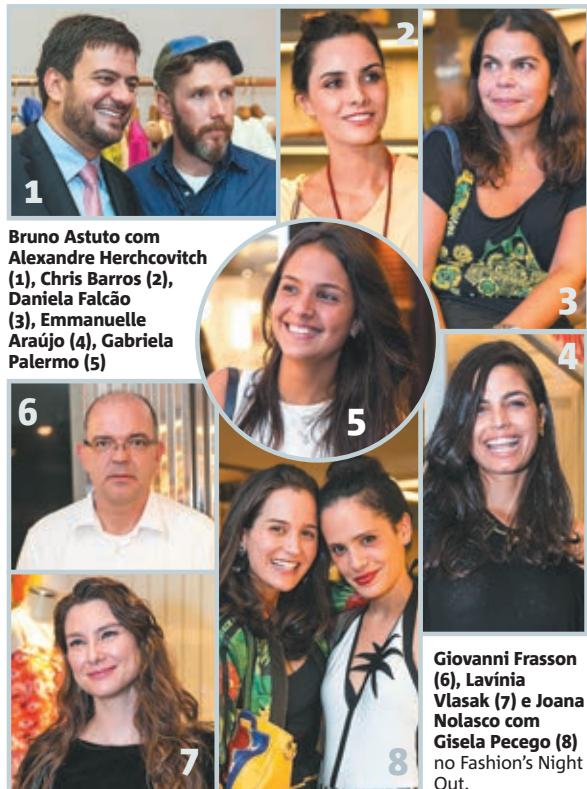 1
2
3
Bruno Astuto com
Alexandre Herchcovitch
(1), Chris Barros (2),
Daniela Falcão
(3), Emmanuelle
Araújo (4), Gabriela
Palermo (5)
5
4
6
7
8
Giovanni Frasson
(6), Lavínia
Vlasak (7) e Joana
Nolasco com
Gisela Pecego (8)
no Fashion’s Night
Out.